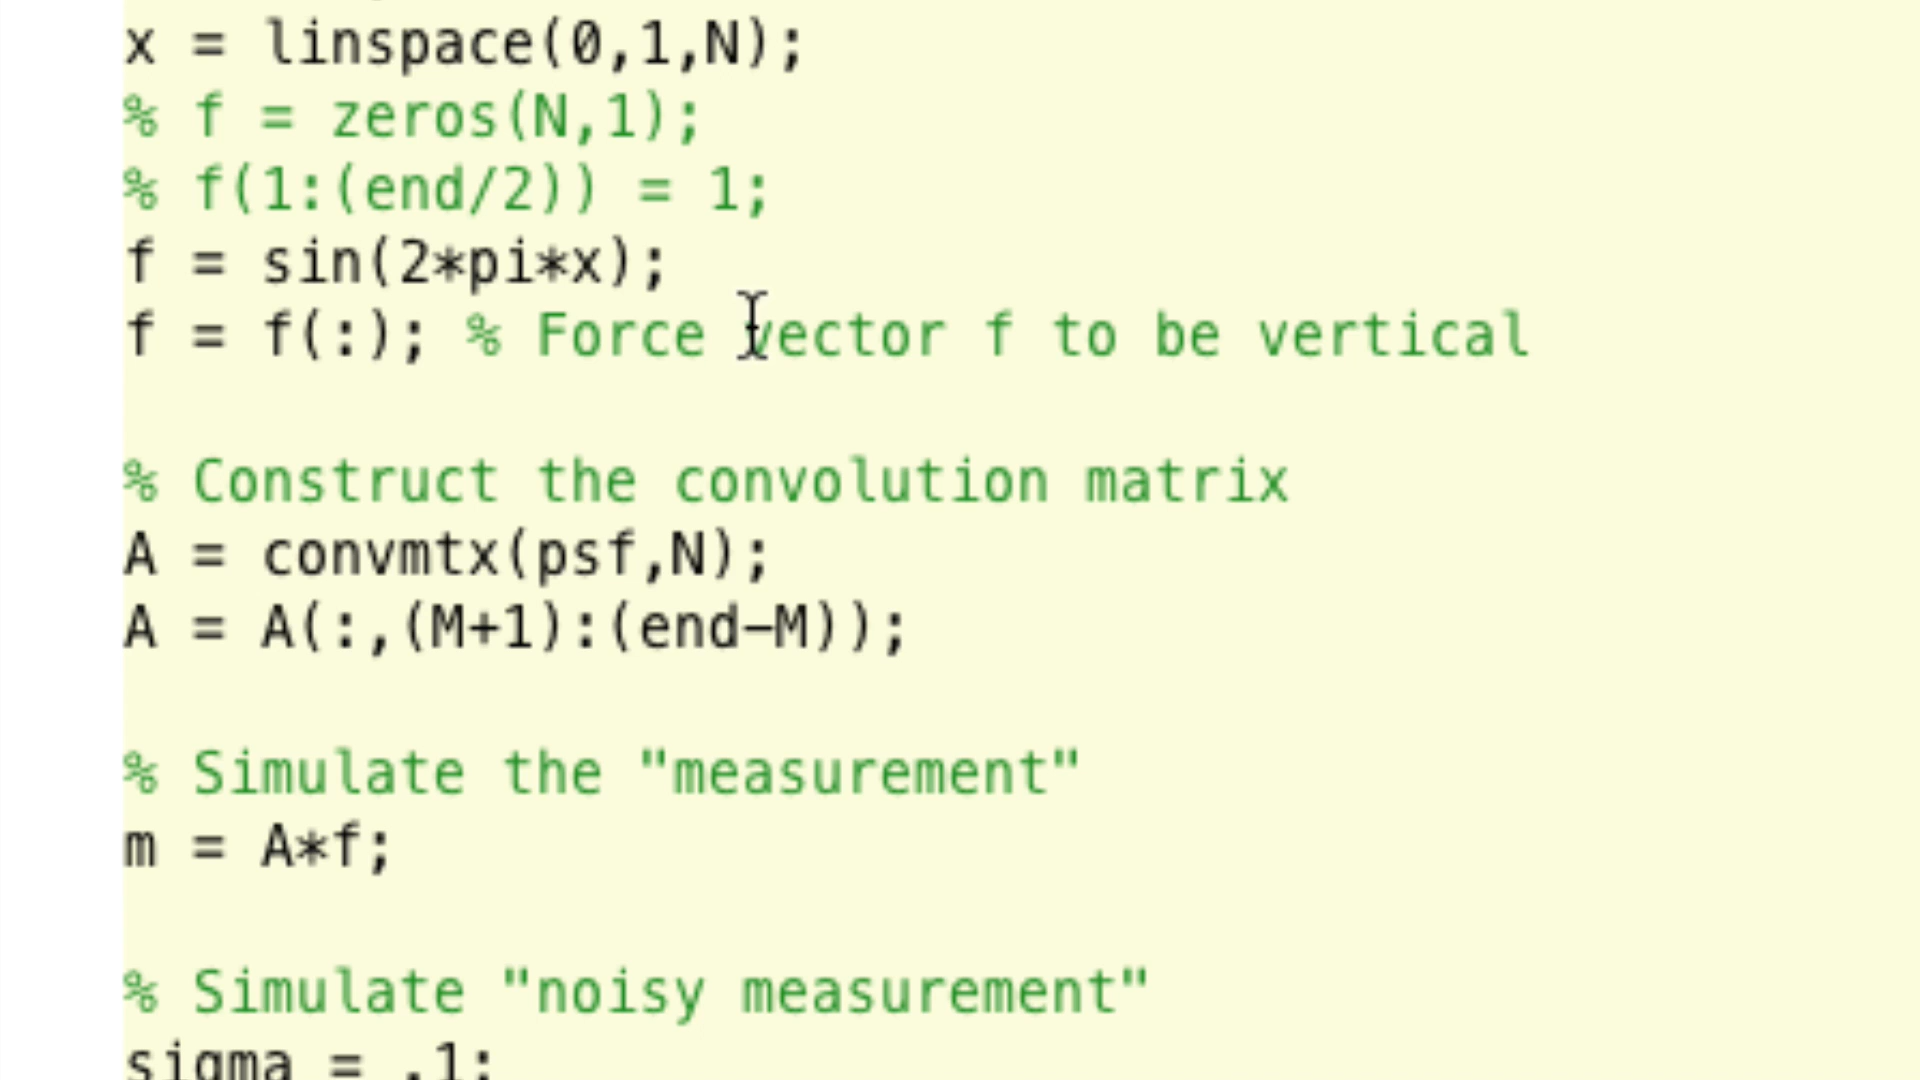 x = linspace(0,1,N);
% f = zeros(N,1);
% f(1:(end/2)) = 1;
f = sin(2*pi*x);
f = f(:); % Force vector f to be vertical
% Construct the convolution matrix
A = convmtx(psf,N);
A = A(:,(M+1):(end-M));
% Simulate the "measurement"
m = A*f;
% Simulate "noisy measurement"
sigma = .1;